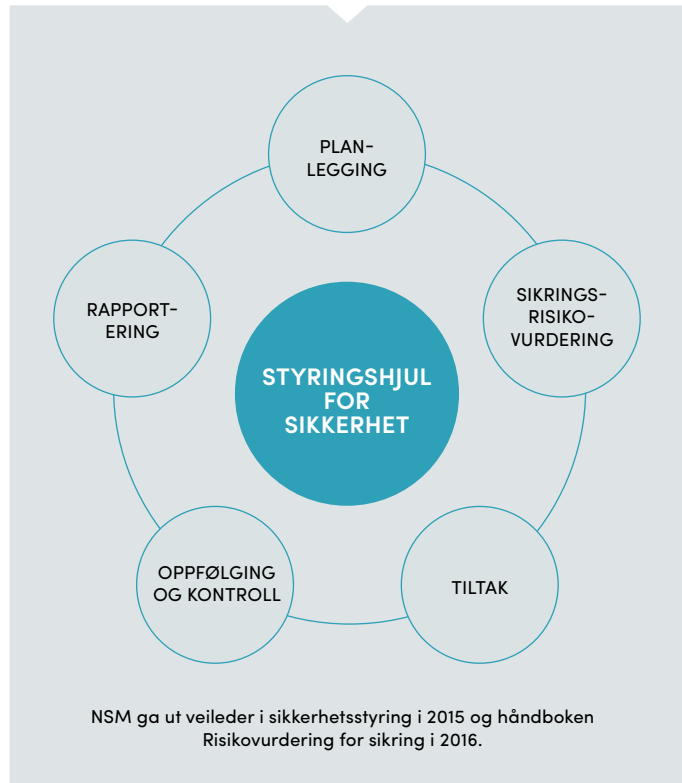 PLAN-
LEGGING
SIKRINGS-
RISIKO-
VURDERING
TILTAK
OPPFØLGING
OG KONTROLL
RAPPORT-
ERING
STYRINGSHJUL
FOR
SIKKERHET
NSM ga ut veileder i sikkerhetsstyring i 2015 og håndboken
Risikovurdering for sikring i 2016.